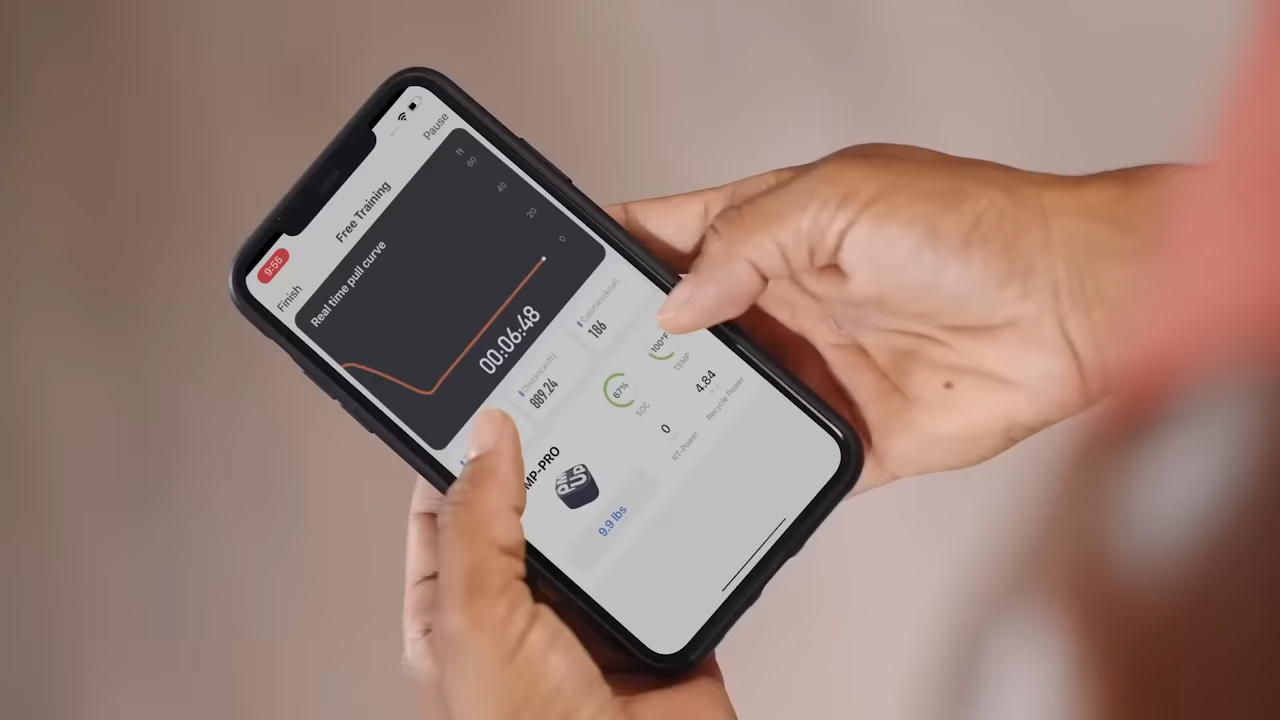 9:55
Finish
Free Training
Pause
Real time pull curve
ft
60
40
20
0
00:06:48
Distance(ft)
889.24
Calories(kcal)
186
MP-PRO
67%
SOC
100°F
TEMP
0
RT-Power
4.84
Recycle Power
9.9 lbs